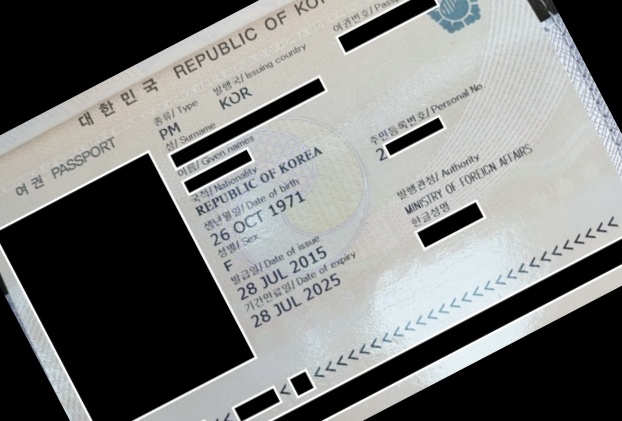 대한민국 REPUBLIC OF
여권 PASSPORT
종류/ Type 발행국/ Issuing country 여권번호/
PM KOR
성/ Surname
이름/ Given names
국적/ Nationality 주민등록번호/ Personal No.
REPUBLIC OF KOREA 2
생년월일/ Date of birth
26 OCT 1971
성별/ Sex 발행관청/ Authority
F MINISTRY OF FOREIGN AFFAIRS
발급일/ Date of issue 한글성명
28 JUL 2015
기간만료일/ Date of expiry
28 JUL 2025